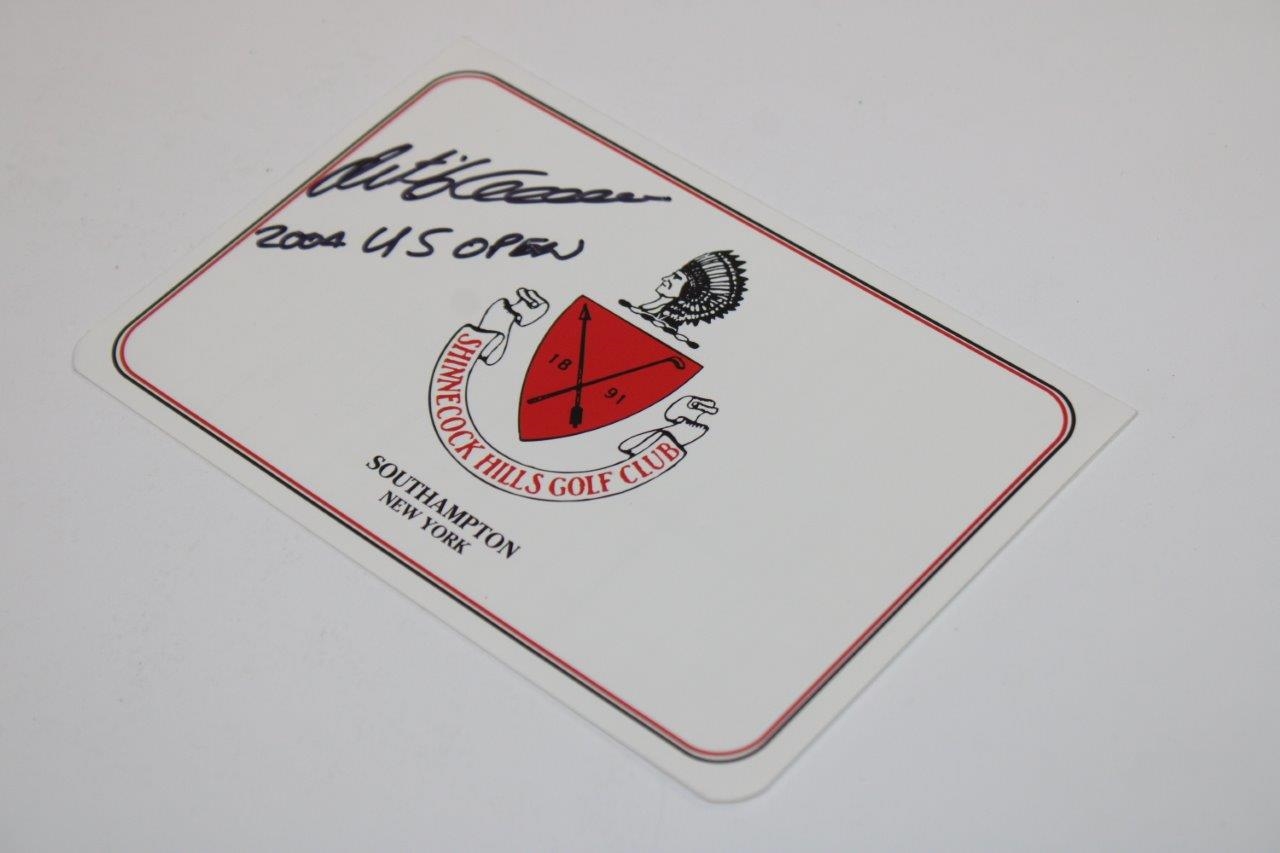 2004 US OPEN
18 91
SHINNECOCK HILLS GOLF CLUB
SOUTHAMPTON
NEW YORK